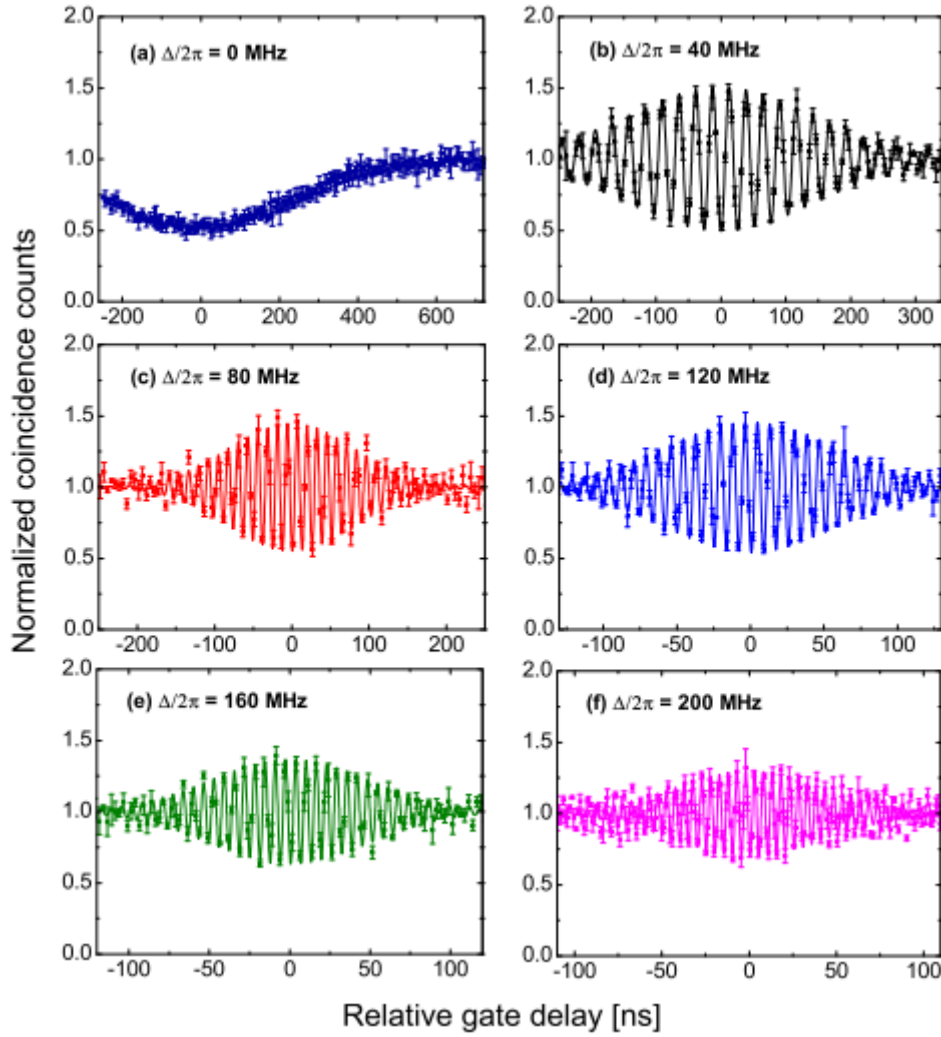 Normalized coincidence counts
2.0
1.5
1.0
0.5
0.0
(a) Δ/2π = 0 MHz
-200 0 200 400 600
2.0
1.5
1.0
0.5
0.0
(b) Δ/2π = 40 MHz
-200 -100 0 100 200 300
2.0
1.5
1.0
0.5
0.0
(c) Δ/2π = 80 MHz
-200 -100 0 100 200
2.0
1.5
1.0
0.5
0.0
(d) Δ/2π = 120 MHz
-100 -50 0 50 100
2.0
1.5
1.0
0.5
0.0
(e) Δ/2π = 160 MHz
-100 -50 0 50 100
2.0
1.5
1.0
0.5
0.0
(f) Δ/2π = 200 MHz
-100 -50 0 50 100
Relative gate delay [ns]